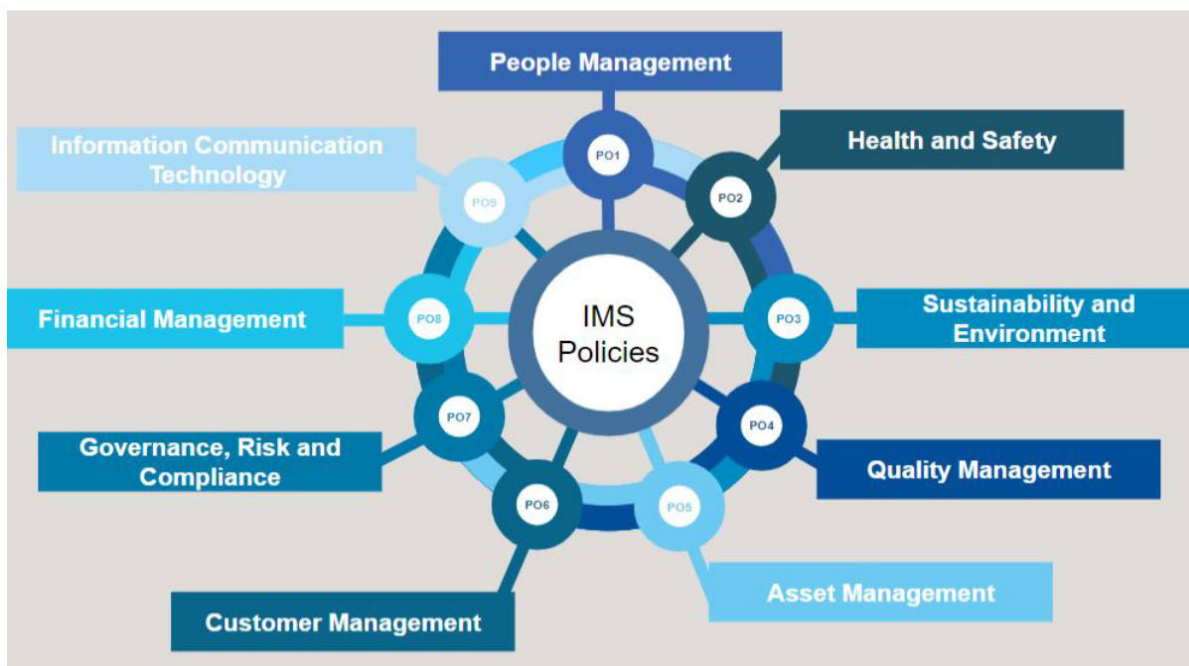 People Management
PO1
Health and Safety
PO2
Sustainability and
Environment
PO3
Quality Management
PO4
Asset Management
PO5
Customer Management
PO6
Governance, Risk and
Compliance
PO7
Financial Management
PO8
Information Communication
Technology
PO9
IMS
Policies